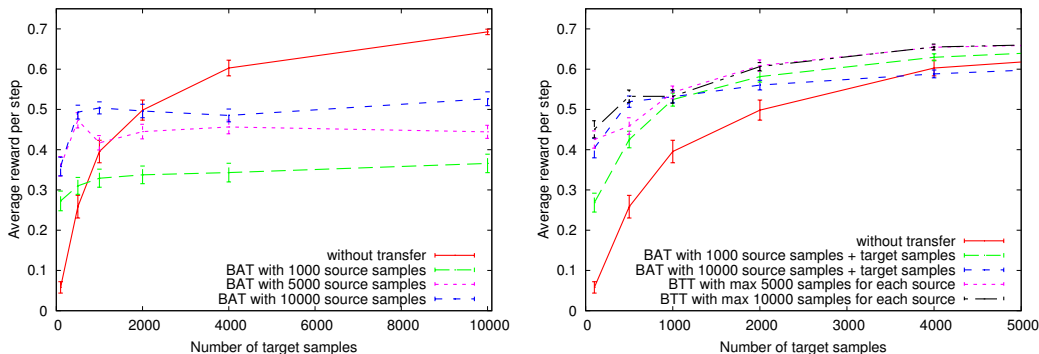 0.7
0.6
0.5
0.4
0.3
0.2
0.1
0
Average reward per step
without transfer
BAT with 1000 source samples
BAT with 5000 source samples
BAT with 10000 source samples
0 2000 4000 6000 8000 10000
Number of target samples
0.7
0.6
0.5
0.4
0.3
0.2
0.1
0
Average reward per step
without transfer
BAT with 1000 source samples + target samples
BAT with 10000 source samples + target samples
BTT with max 5000 samples for each source
BTT with max 10000 samples for each source
0 1000 2000 3000 4000 5000
Number of target samples